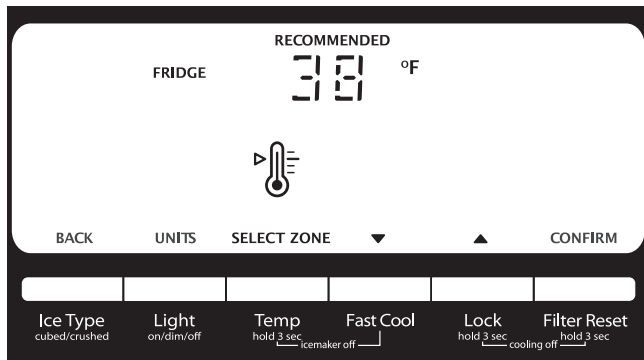 RECOMMENDED
FRIDGE 38 °F
BACK UNITS SELECT ZONE ▼ ▲ CONFIRM
Ice Type Light Temp Fast Cool Lock Filter Reset
cubed/crushed on/dim/off hold 3 sec hold 3 sec hold 3 sec
icemaker off cooling off